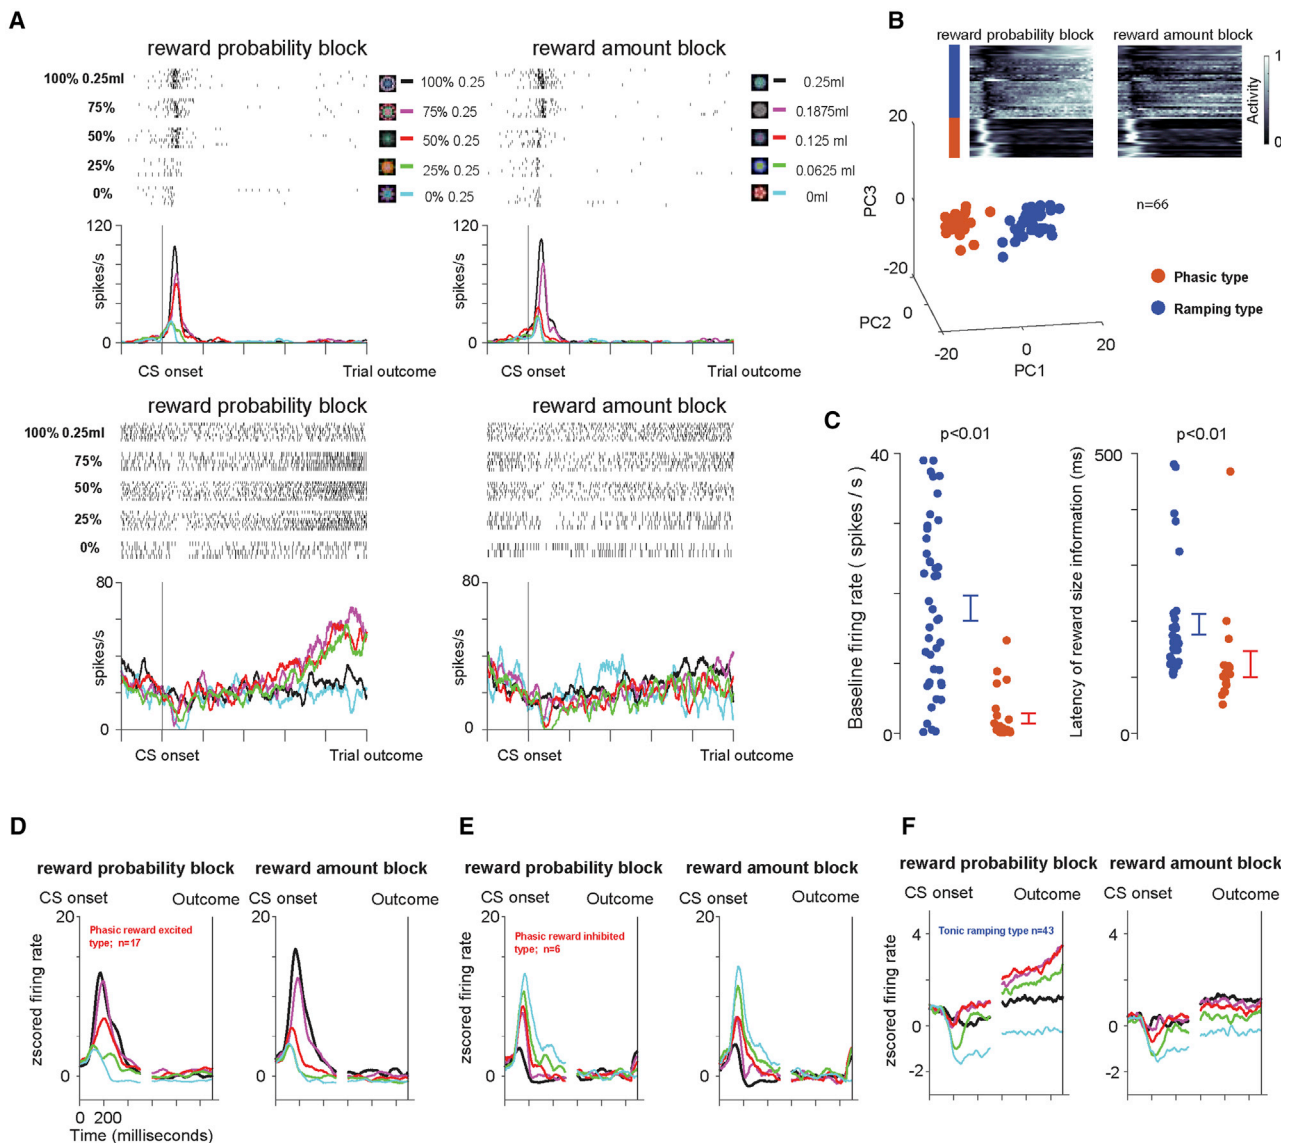 A
reward probability block
reward amount block
100% 0.25ml
75%
50%
25%
0%
100% 0.25
75% 0.25
50% 0.25
25% 0.25
0% 0.25
0.25ml
0.1875ml
0.125 ml
0.0625 ml
0ml
120
spikes/s
0
CS onset
Trial outcome
120
spikes/s
0
CS onset
Trial outcome
reward probability block
reward amount block
100% 0.25ml
75%
50%
25%
0%
80
spikes/s
0
CS onset
Trial outcome
80
spikes/s
0
CS onset
Trial outcome
B
reward probability block
reward amount block
1
Activity
0
20
PC3
0
-20
PC2
0
-20
0
20
PC1
n=66
Phasic type
Ramping type
C
p<0.01
40
Baseline firing rate ( spikes / s )
0
p<0.01
500
Latency of reward size information (ms)
0
D
reward probability block
reward amount block
CS onset
Outcome
CS onset
Outcome
20
zscored firing rate
0
Phasic reward excited
type; n=17
20
0
0 200
Time (milliseconds)
E
reward probability block
reward amount block
CS onset
Outcome
CS onset
Outcome
20
zscored firing rate
0
Phasic reward inhibited
type; n=6
20
0
F
reward probability block
reward amount block
CS onset
Outcome
CS onset
Outcome
4
2
zscored firing rate
0
-2
Tonic ramping type n=43
4
2
0
-2